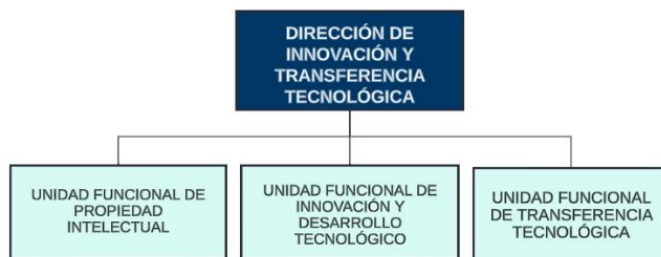 DIRECCIÓN DE
INNOVACIÓN Y
TRANSFERENCIA
TECNOLÓGICA
UNIDAD FUNCIONAL DE
PROPIEDAD
INTELECTUAL
UNIDAD FUNCIONAL DE
INNOVACIÓN Y
DESARROLLO
TECNOLÓGICO
UNIDAD FUNCIONAL
DE TRANSFERENCIA
TECNOLÓGICA